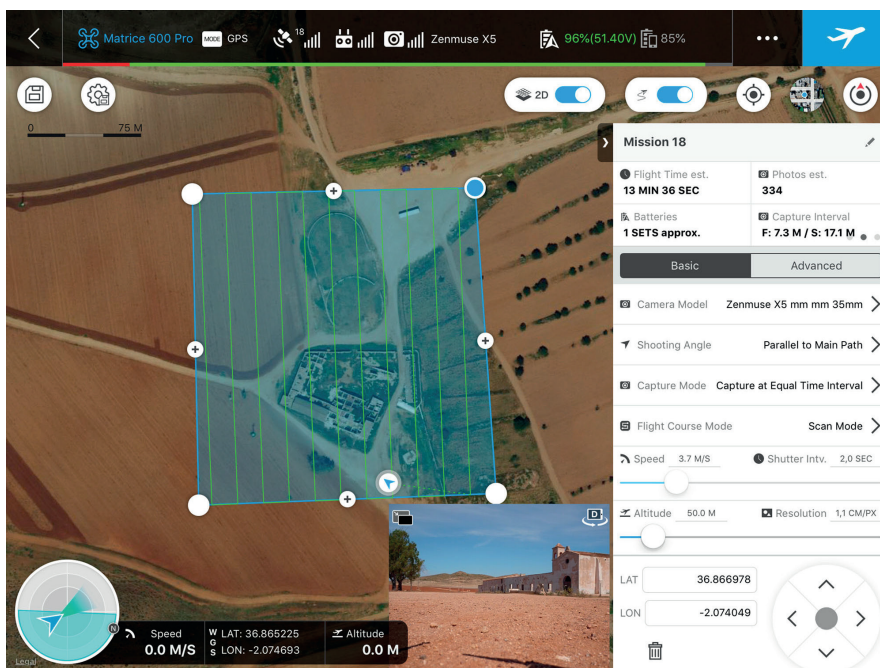 Matrice 600 Pro MODE GPS 18 Zenmuse X5 96%(51.40V) 85%
2D
0 75 M
Mission 18
Flight Time est. Photos est.
13 MIN 36 SEC 334
Batteries Capture Interval
1 SETS approx. F: 7.3 M / S: 17.1 M
Basic Advanced
Camera Model Zenmuse X5 mm mm 35mm
Shooting Angle Parallel to Main Path
Capture Mode Capture at Equal Time Interval
Flight Course Mode Scan Mode
Speed 3.7 M/S Shutter Intv. 2,0 SEC
Altitude 50.0 M Resolution 1,1 CM/PX
D
LAT 36.866978
LON -2.074049
N
Speed WGS LAT: 36.865225 Altitude
0.0 M/S LON: -2.074693 0.0 M
Legal